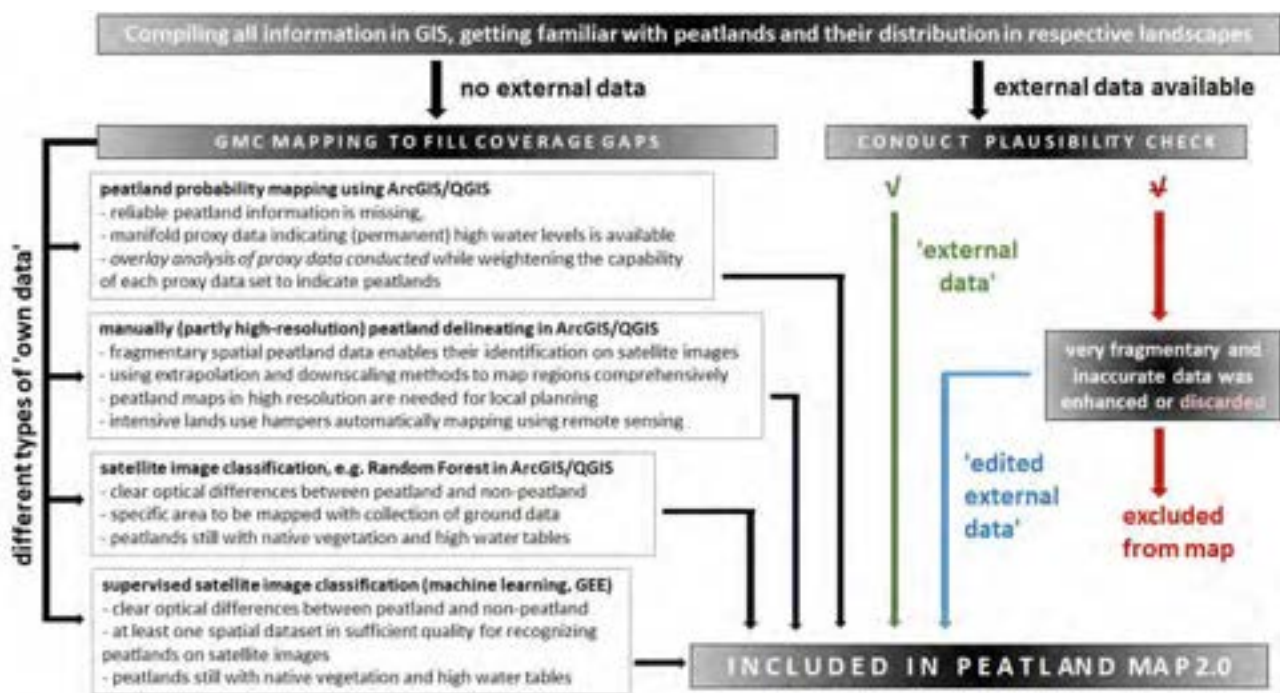 Compiling all information in GIS, getting familiar with peatlands and their distribution in respective landscapes
no external data
external data available
GMC MAPPING TO FILL COVERAGE GAPS
CONDUCT PLAUSIBILITY CHECK
different types of 'own data'
peatland probability mapping using ArcGIS/QGIS
- reliable peatland information is missing,
- manifold proxy data indicating (permanent) high water levels is available
- overlay analysis of proxy data conducted while weightening the capability
of each proxy data set to indicate peatlands
manually (partly high-resolution) peatland delineating in ArcGIS/QGIS
- fragmentary spatial peatland data enables their identification on satellite images
- using extrapolation and downscaling methods to map regions comprehensively
- peatland maps in high resolution are needed for local planning
- intensive lands use hampers automatically mapping using remote sensing
satellite image classification, e.g. Random Forest in ArcGIS/QGIS
- clear optical differences between peatland and non-peatland
- specific area to be mapped with collection of ground data
- peatlands still with native vegetation and high water tables
supervised satellite image classification (machine learning, GEE)
- clear optical differences between peatland and non-peatland
- at least one spatial dataset in sufficient quality for recognizing
peatlands on satellite images
- peatlands still with native vegetation and high water tables
√
√
'external
data'
very fragmentary and
inaccurate data was
enhanced or discarded
'edited
external
data'
excluded
from map
INCLUDED IN PEATLAND MAP2.0